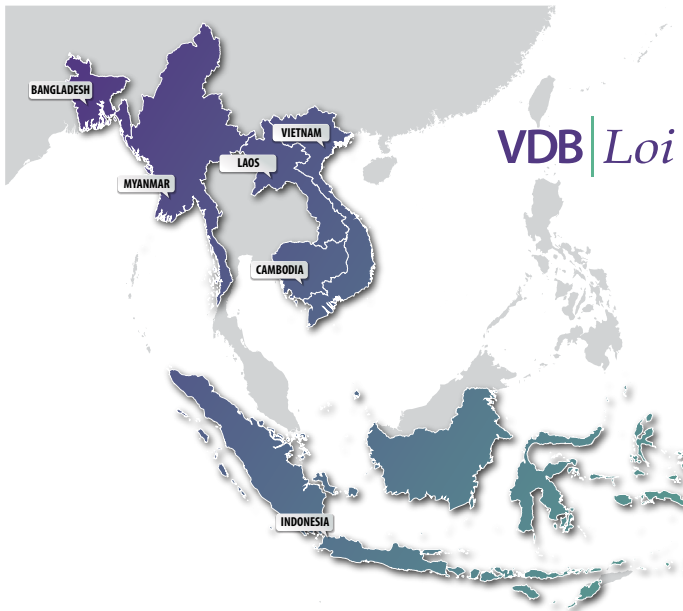 BANGLADESH
VIETNAM
VDB Loi
LAOS
MYANMAR
CAMBODIA
INDONESIA